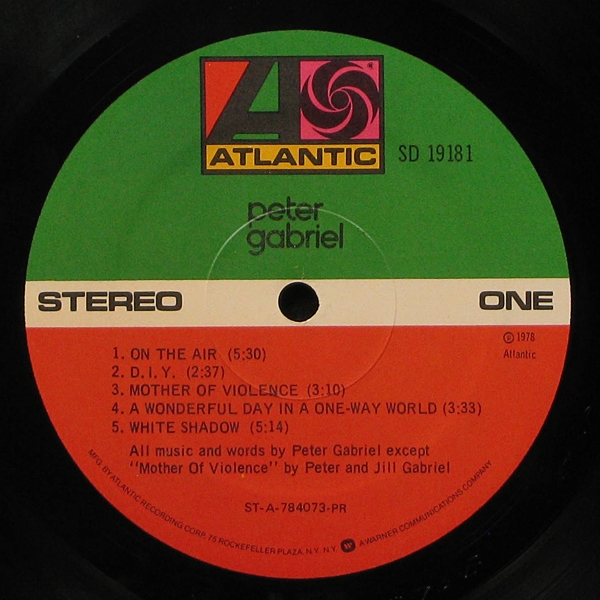 ATLANTIC
SD 19181
peter
gabriel
STEREO
ONE
℗ 1978
Atlantic
1. ON THE AIR (5:30)
2. D.I.Y. (2:37)
3. MOTHER OF VIOLENCE (3:10)
4. A WONDERFUL DAY IN A ONE-WAY WORLD (3:33)
5. WHITE SHADOW (5:14)
All music and words by Peter Gabriel except
"Mother Of Violence" by Peter and Jill Gabriel
ST-A-784073-PR
MFG. BY ATLANTIC RECORDING CORP. 75 ROCKEFELLER PLAZA, N.Y. N.Y. A WARNER COMMUNICATIONS COMPANY